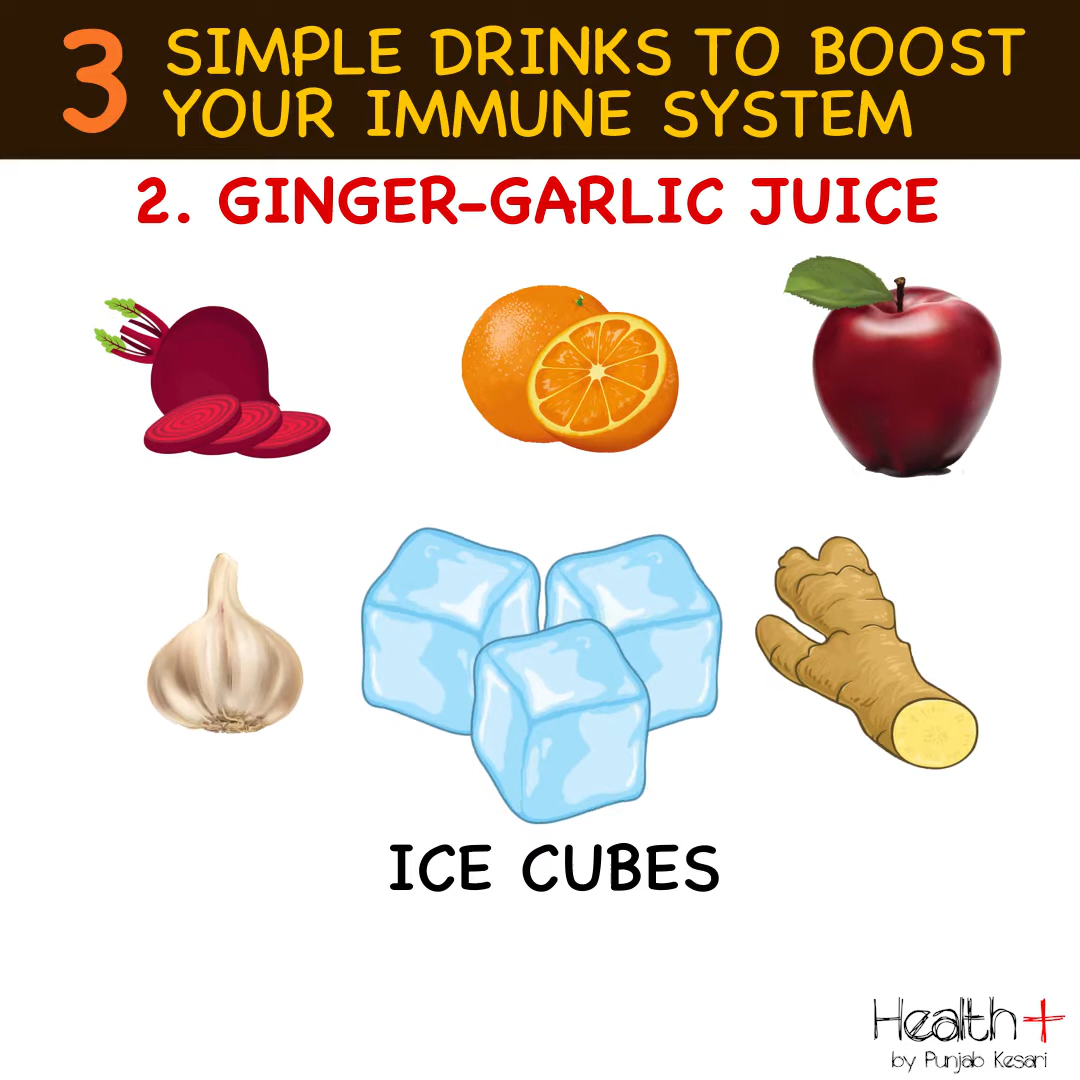 3 SIMPLE DRINKS TO BOOST
YOUR IMMUNE SYSTEM
2. GINGER-GARLIC JUICE
ICE CUBES
Health+
by Punjab Kesari